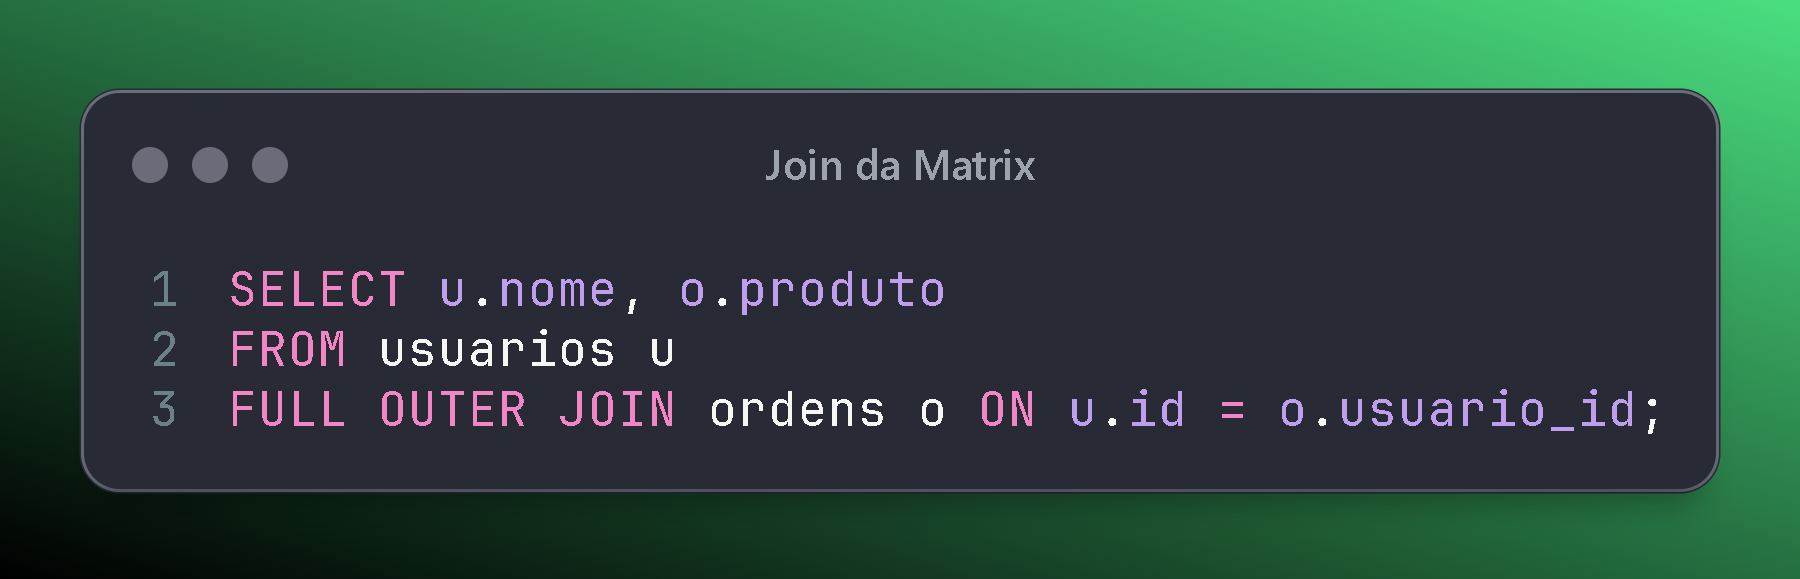 Join da Matrix
1 SELECT u.nome, o.produto
2 FROM usuarios u
3 FULL OUTER JOIN ordens o ON u.id = o.usuario_id;